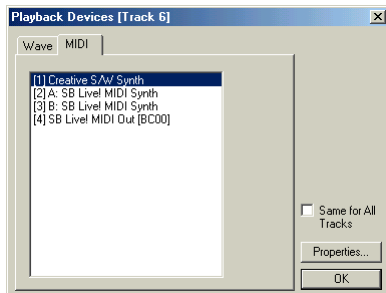 Playback Devices [Track 6]
Wave MIDI
[1] Creative S/W Synth
[2] A: SB Live! MIDI Synth
[3] B: SB Live! MIDI Synth
[4] SB Live! MIDI Out [BC00]
Same for All
Tracks
Properties...
OK